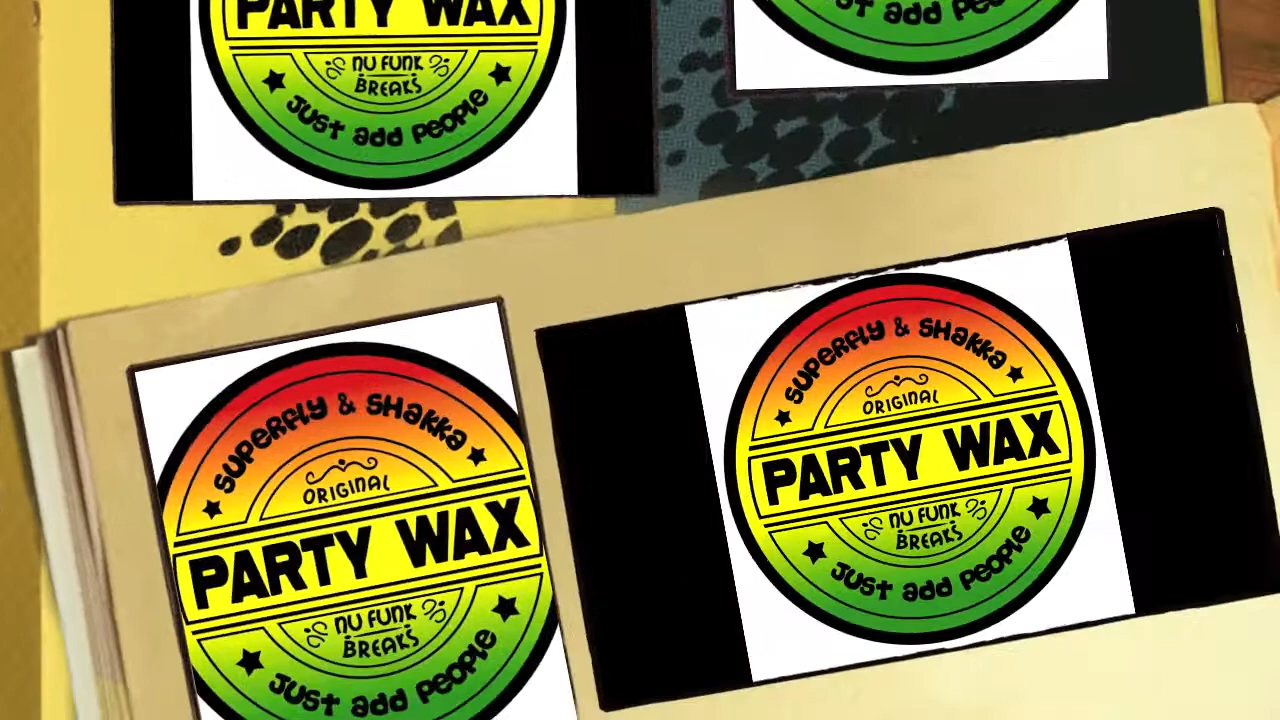 PARTY WAX
NU FUNK
BREAKS
JUST ADD PEOPLE
JUST ADD PEOPLE
SUPERFLY & SHAKKA
ORIGINAL
PARTY WAX
NU FUNK
BREAKS
JUST ADD PEOPLE
SUPERFLY & SHAKKA
ORIGINAL
PARTY WAX
NU FUNK
BREAKS
JUST ADD PEOPLE